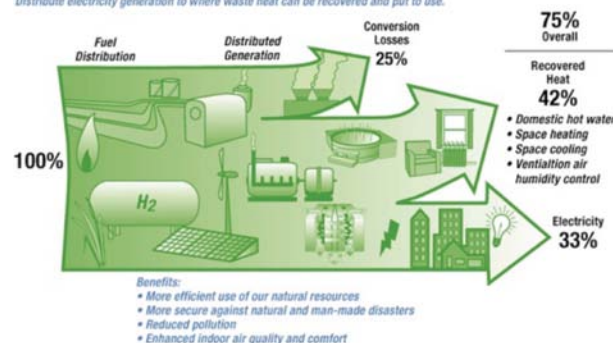 Distribute electricity generation to where waste heat can be recovered and put to use.
Fuel
Distribution
Distributed
Generation
Conversion
Losses
25%
75%
Overall
Recovered
Heat
42%
• Domestic hot water
• Space heating
• Space cooling
• Ventialtion air
humidity control
100%
H2
Electricity
33%
Benefits:
• More efficient use of our natural resources
• More secure against natural and man-made disasters
• Reduced pollution
• Enhanced indoor air quality and comfort